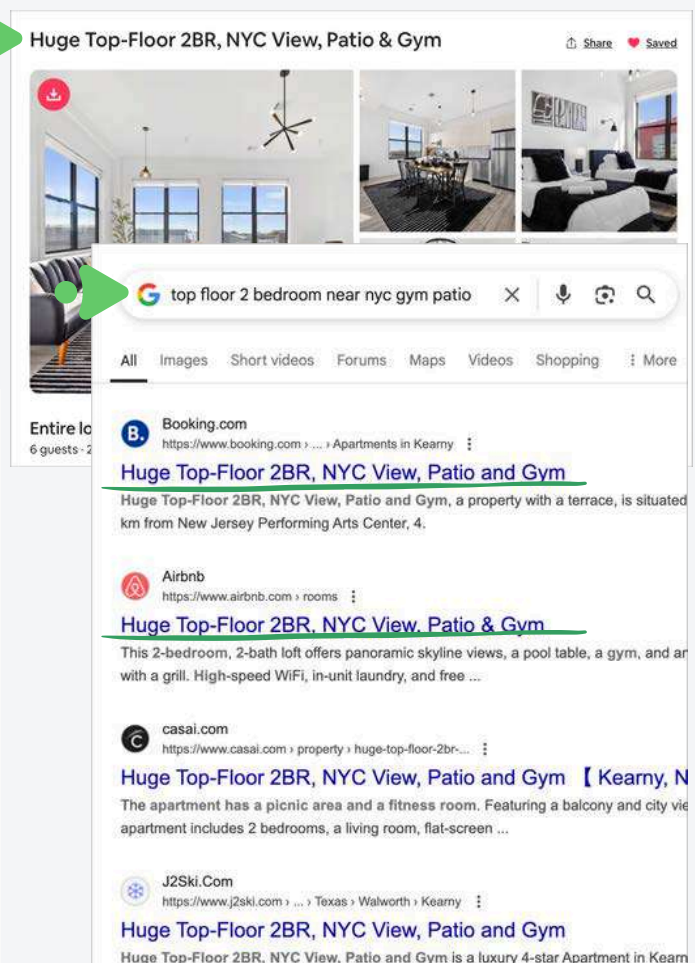 Huge Top-Floor 2BR, NYC View, Patio & Gym
Share Saved
Entire lo
6 guests · 2
top floor 2 bedroom near nyc gym patio
All Images Short videos Forums Maps Videos Shopping More
B.
Booking.com
https://www.booking.com › ... › Apartments in Kearny
Huge Top-Floor 2BR, NYC View, Patio and Gym
Huge Top-Floor 2BR, NYC View, Patio and Gym, a property with a terrace, is situated
km from New Jersey Performing Arts Center, 4.
Airbnb
https://www.airbnb.com › rooms
Huge Top-Floor 2BR, NYC View, Patio & Gym
This 2-bedroom, 2-bath loft offers panoramic skyline views, a pool table, a gym, and an
with a grill. High-speed WiFi, in-unit laundry, and free ...
casai.com
https://www.casai.com › property › huge-top-floor-2br-...
Huge Top-Floor 2BR, NYC View, Patio and Gym 【 Kearny, N
The apartment has a picnic area and a fitness room. Featuring a balcony and city vie
apartment includes 2 bedrooms, a living room, flat-screen ...
J2Ski.Com
https://www.j2ski.com › ... › Texas › Walworth › Kearny
Huge Top-Floor 2BR, NYC View, Patio and Gym
Huge Top-Floor 2BR, NYC View, Patio and Gym is a luxury 4-star Apartment in Kearn